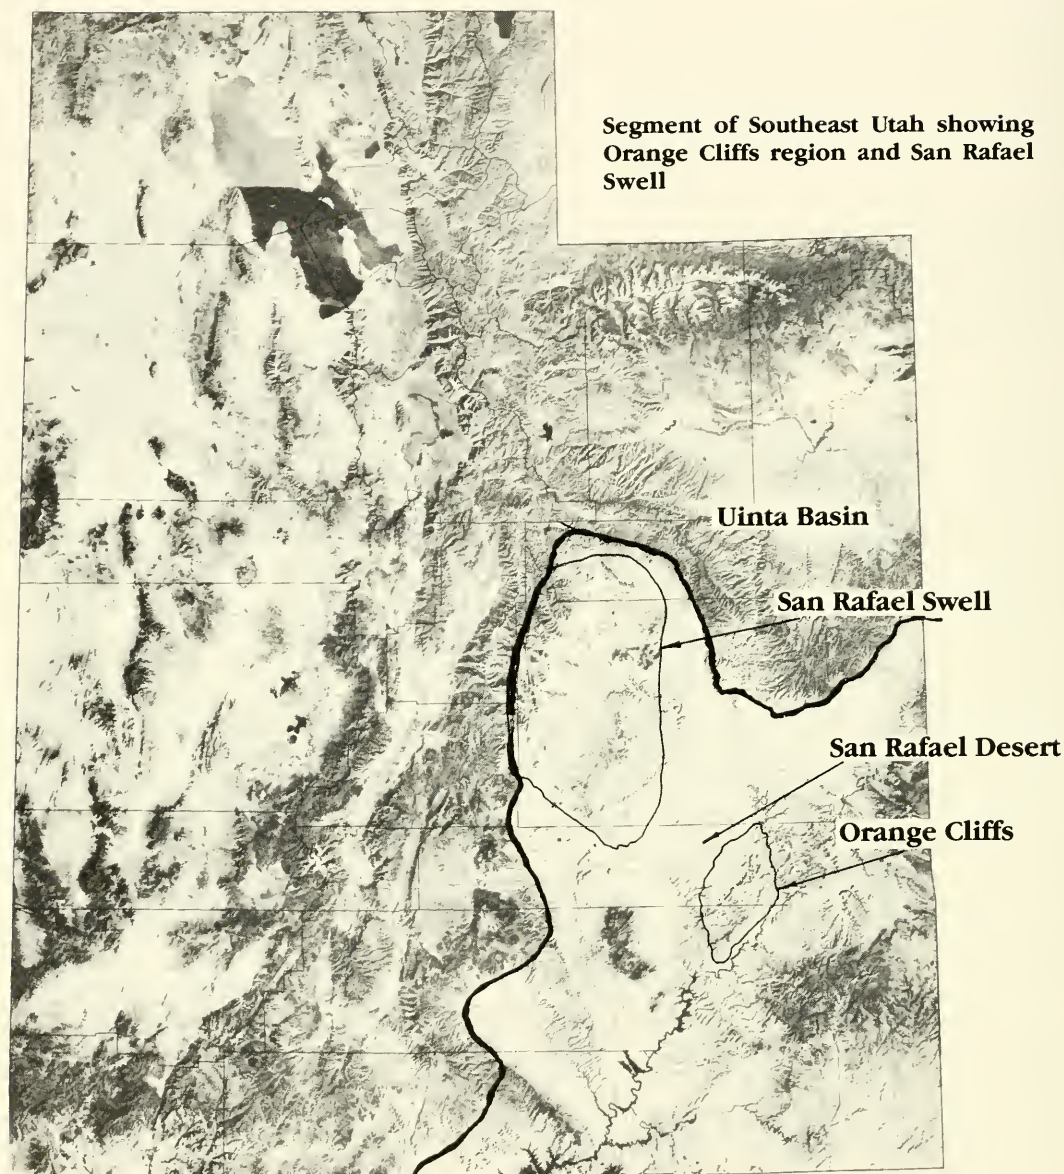 Segment of Southeast Utah showing
Orange Cliffs region and San Rafael
Swell
Uinta Basin
San Rafael Swell
San Rafael Desert
Orange Cliffs